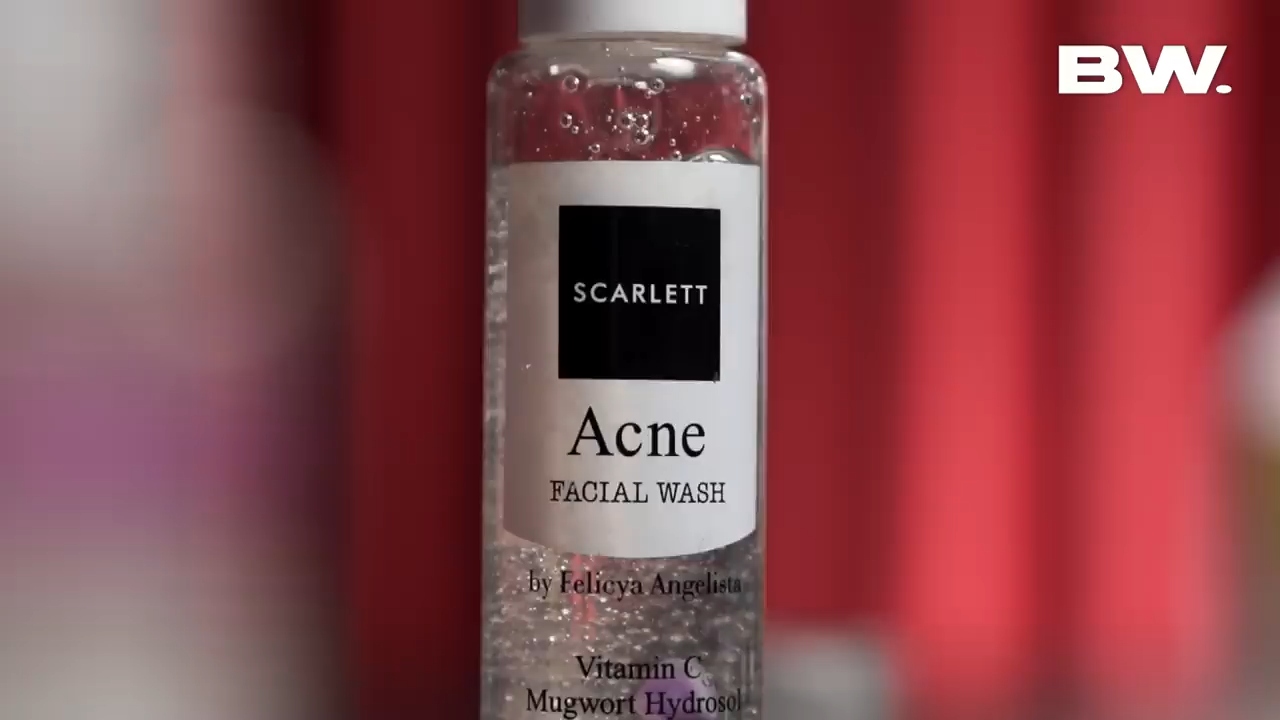 BW.
SCARLETT
Acne
FACIAL WASH
by Felicya Angelista
Vitamin C
Mugwort Hydrosol